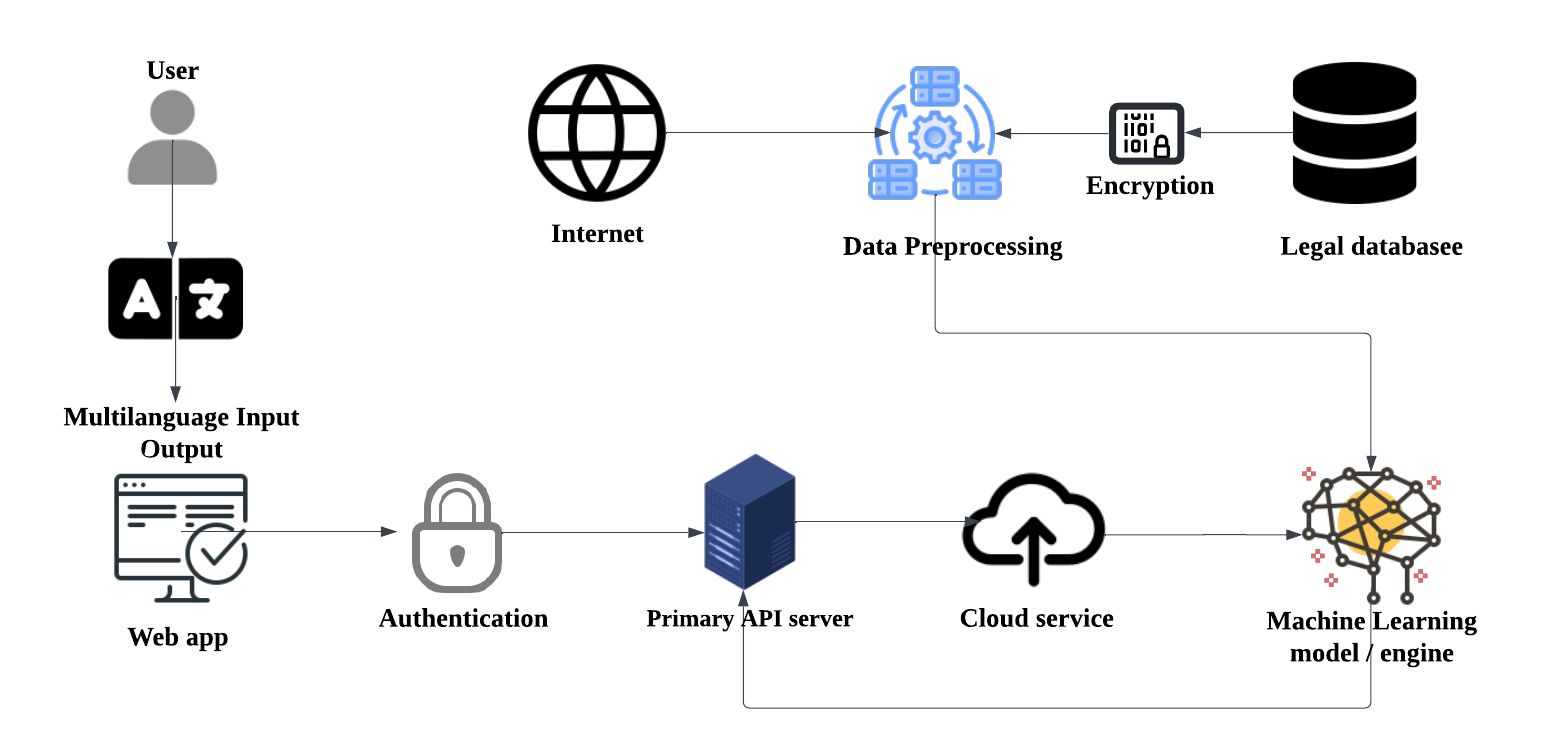 User
Internet
Data Preprocessing
Encryption
Legal databasee
A 文
Multilanguage Input
Output
Web app
Authentication
Primary API server
Cloud service
Machine Learning
model / engine